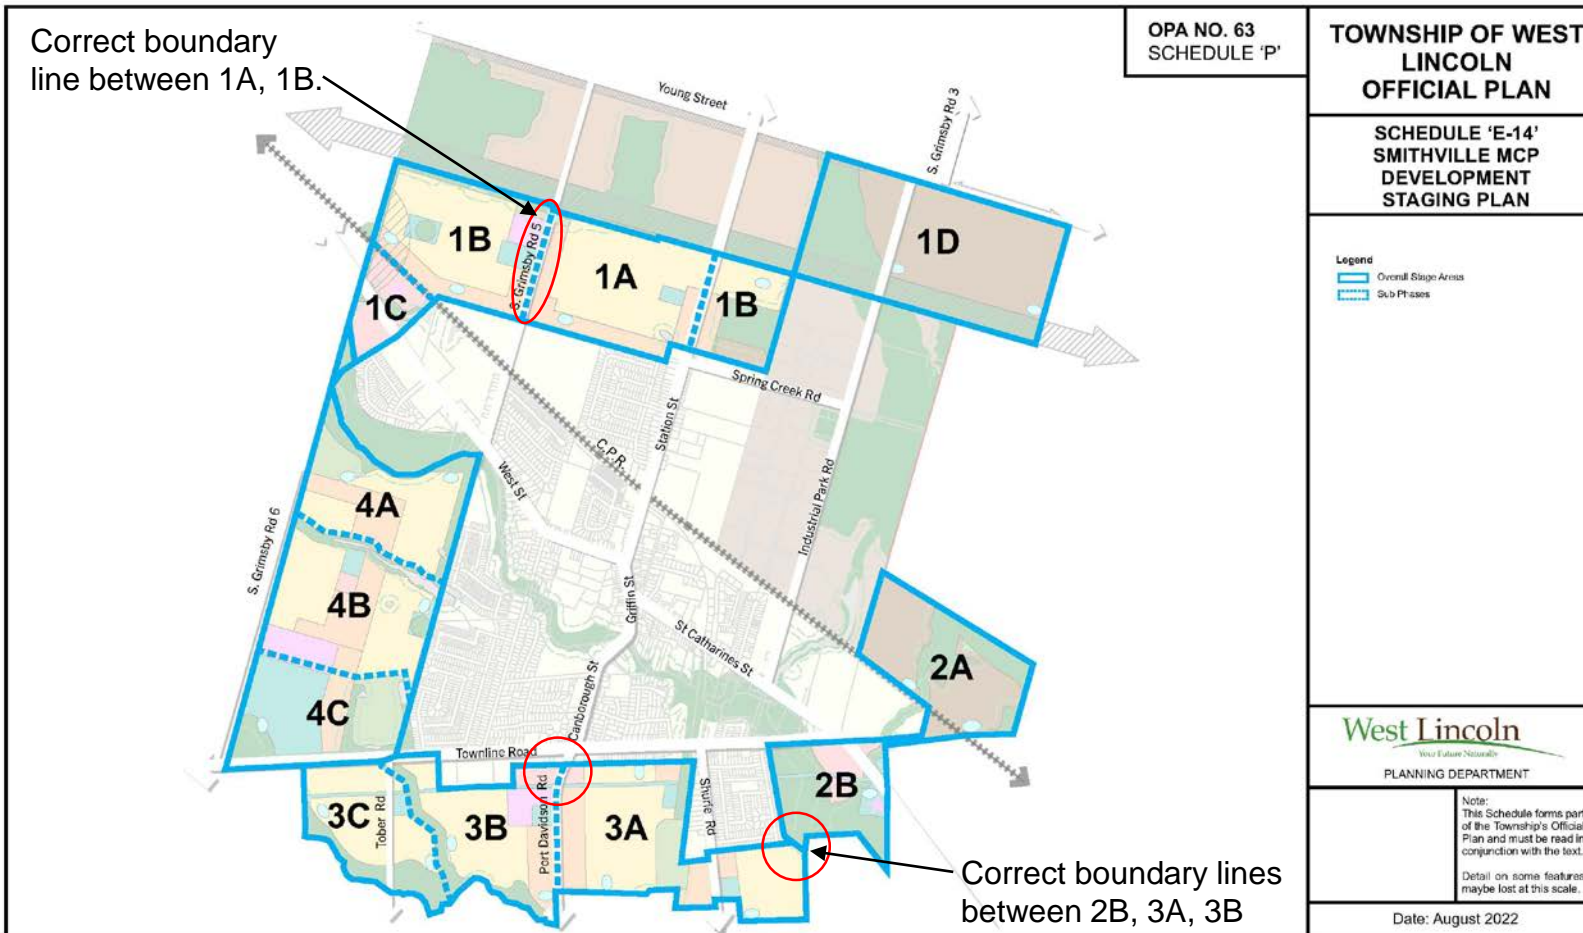 Correct boundary
line between 1A, 1B.
OPA NO. 63
SCHEDULE 'P'
TOWNSHIP OF WEST
LINCOLN
OFFICIAL PLAN
SCHEDULE 'E-14'
SMITHVILLE MCP
DEVELOPMENT
STAGING PLAN
Legend
Overall Stage Areas
Sub Phases
Young Street
S. Grimsby Rd 3
1B
S. Grimsby Rd 5
1A
1B
1D
1C
Spring Creek Rd
Station St
C.P.R.
West St
Industrial Park Rd
4A
S. Grimsby Rd 6
4B
Griffin St
St Catharines St
2A
4C
Canborough St
Townline Road
3C
Tober Rd
3B
Port Davidson Rd
3A
Shurie Rd
2B
Correct boundary lines
between 2B, 3A, 3B
West Lincoln
Your Future Naturally
PLANNING DEPARTMENT
Note:
This Schedule forms part
of the Township's Official
Plan and must be read in
conjunction with the text.
Detail on some features
maybe lost at this scale.
Date: August 2022